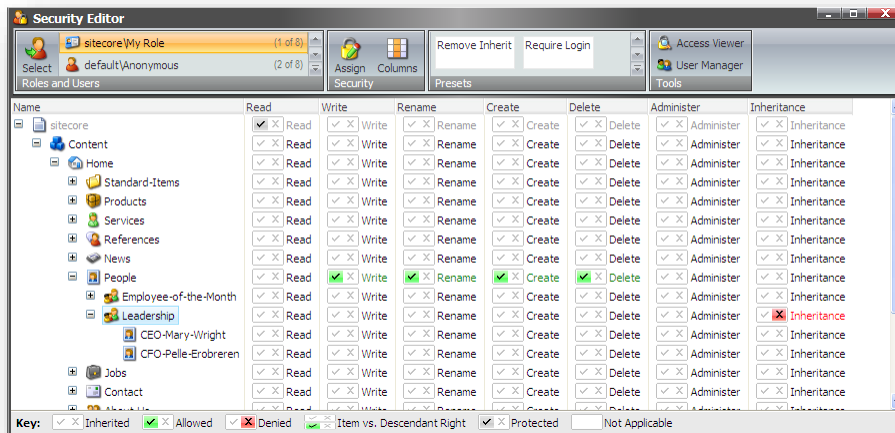 Security Editor
sitecore\My Role (1 of 8)
default\Anonymous (2 of 8)
Select
Roles and Users
Assign Columns
Security
Remove Inherit Require Login
Presets
Access Viewer
User Manager
Tools
Name Read Write Rename Create Delete Administer Inheritance
sitecore Read Write Rename Create Delete Administer Inheritance
Content Read Write Rename Create Delete Administer Inheritance
Home Read Write Rename Create Delete Administer Inheritance
Standard-Items Read Write Rename Create Delete Administer Inheritance
Products Read Write Rename Create Delete Administer Inheritance
Services Read Write Rename Create Delete Administer Inheritance
References Read Write Rename Create Delete Administer Inheritance
News Read Write Rename Create Delete Administer Inheritance
People Read Write Rename Create Delete Administer Inheritance
Employee-of-the-Month Read Write Rename Create Delete Administer Inheritance
Leadership Read Write Rename Create Delete Administer Inheritance
CEO-Mary-Wright Read Write Rename Create Delete Administer Inheritance
CFO-Pelle-Erobreren Read Write Rename Create Delete Administer Inheritance
Jobs Read Write Rename Create Delete Administer Inheritance
Contact Read Write Rename Create Delete Administer Inheritance
Key: Inherited Allowed Denied Item vs. Descendant Right Protected Not Applicable